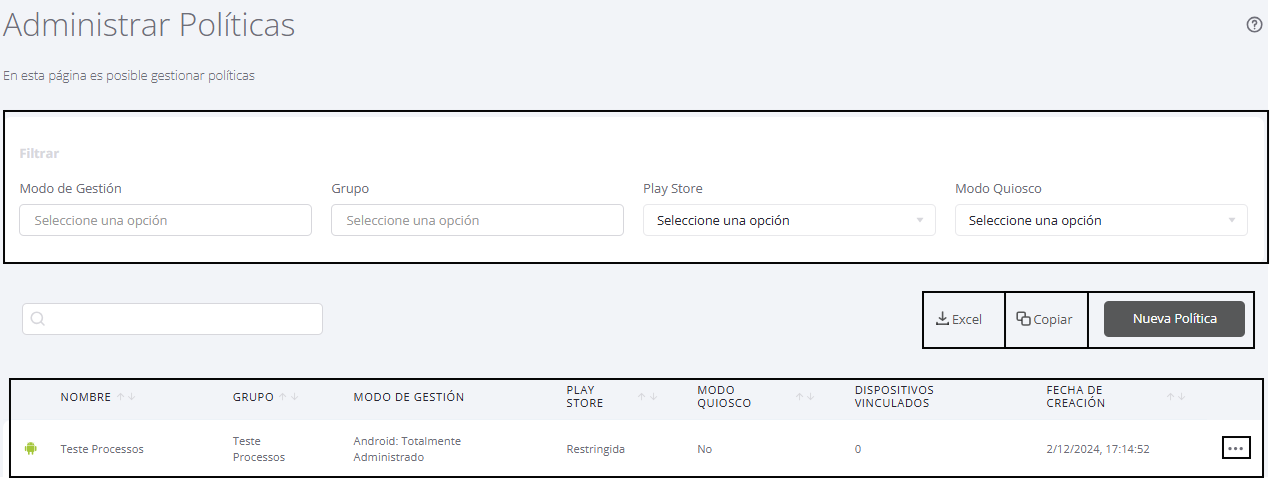 Administrar Políticas
En esta página es posible gestionar políticas
Filtrar
Modo de Gestión Grupo Play Store Modo Quiosco
Seleccione una opción Seleccione una opción Seleccione una opción Seleccione una opción
Excel Copiar Nueva Política
NOMBRE GRUPO MODO DE GESTIÓN PLAY STORE MODO QUIOSCO DISPOSITIVOS VINCULADOS FECHA DE CREACIÓN
Teste Processos Teste Processos Android: Totalmente Administrado Restringida No 0 2/12/2024, 17:14:52